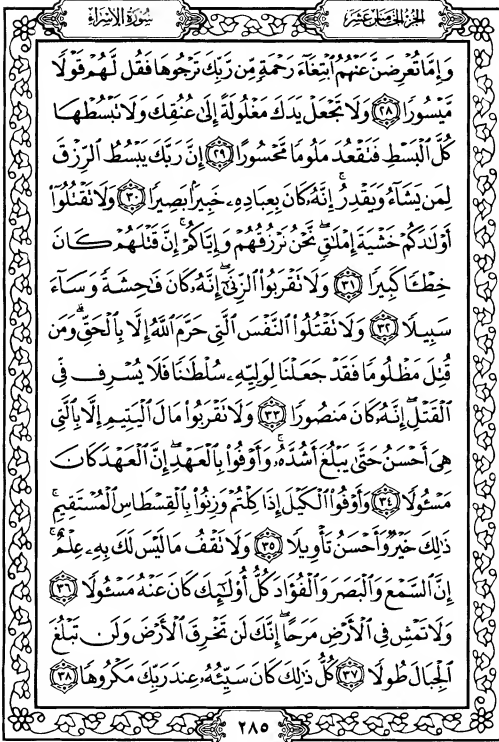 سورة الإسراء
الجزء الخامس عشر
وَإِمَّا تُعْرِضَنَّ عَنْهُمُ ٱبْتِغَآءَ رَحْمَةٍ مِّن رَّبِّكَ تَرْجُوهَا فَقُل لَّهُمْ قَوْلًا
مَّيْسُورًا ٢٨ وَلَا تَجْعَلْ يَدَكَ مَغْلُولَةً إِلَىٰ عُنُقِكَ وَلَا تَبْسُطْهَا
كُلَّ ٱلْبَسْطِ فَتَقْعُدَ مَلُومًا مَّحْسُورًا ٢٩ إِنَّ رَبَّكَ يَبْسُطُ ٱلرِّزْقَ
لِمَن يَشَآءُ وَيَقْدِرُ ۚ إِنَّهُۥ كَانَ بِعِبَادِهِۦ خَبِيرًۢا بَصِيرًا ٣٠ وَلَا تَقْتُلُوٓا۟
أَوْلَٰدَكُمْ خَشْيَةَ إِمْلَٰقٍ ۖ نَّحْنُ نَرْزُقُهُمْ وَإِيَّاكُمْ ۚ إِنَّ قَتْلَهُمْ كَانَ
خِطْـًٔا كَبِيرًا ٣١ وَلَا تَقْرَبُوا۟ ٱلزِّنَىٰٓ ۖ إِنَّهُۥ كَانَ فَٰحِشَةً وَسَآءَ
سَبِيلًا ٣٢ وَلَا تَقْتُلُوا۟ ٱلنَّفْسَ ٱلَّتِى حَرَّمَ ٱللَّهُ إِلَّا بِٱلْحَقِّ ۗ وَمَن
قُتِلَ مَظْلُومًا فَقَدْ جَعَلْنَا لِوَلِيِّهِۦ سُلْطَٰنًا فَلَا يُسْرِف فِّى
ٱلْقَتْلِ ۖ إِنَّهُۥ كَانَ مَنصُورًا ٣٣ وَلَا تَقْرَبُوا۟ مَالَ ٱلْيَتِيمِ إِلَّا بِٱلَّتِى
هِىَ أَحْسَنُ حَتَّىٰ يَبْلُغَ أَشُدَّهُۥ ۚ وَأَوْفُوا۟ بِٱلْعَهْدِ ۖ إِنَّ ٱلْعَهْدَ كَانَ
مَسْـُٔولًا ٣٤ وَأَوْفُوا۟ ٱلْكَيْلَ إِذَا كِلْتُمْ وَزِنُوا۟ بِٱلْقِسْطَاسِ ٱلْمُسْتَقِيمِ ۚ
ذَٰلِكَ خَيْرٌ وَأَحْسَنُ تَأْوِيلًا ٣٥ وَلَا تَقْفُ مَا لَيْسَ لَكَ بِهِۦ عِلْمٌ ۚ
إِنَّ ٱلسَّمْعَ وَٱلْبَصَرَ وَٱلْفُؤَادَ كُلُّ أُو۟لَٰٓئِكَ كَانَ عَنْهُ مَسْـُٔولًا ٣٦
وَلَا تَمْشِ فِى ٱلْأَرْضِ مَرَحًا ۖ إِنَّكَ لَن تَخْرِقَ ٱلْأَرْضَ وَلَن تَبْلُغَ
ٱلْجِبَالَ طُولًا ٣٧ كُلُّ ذَٰلِكَ كَانَ سَيِّئُهُۥ عِندَ رَبِّكَ مَكْرُوهًا ٣٨
٢٨٥